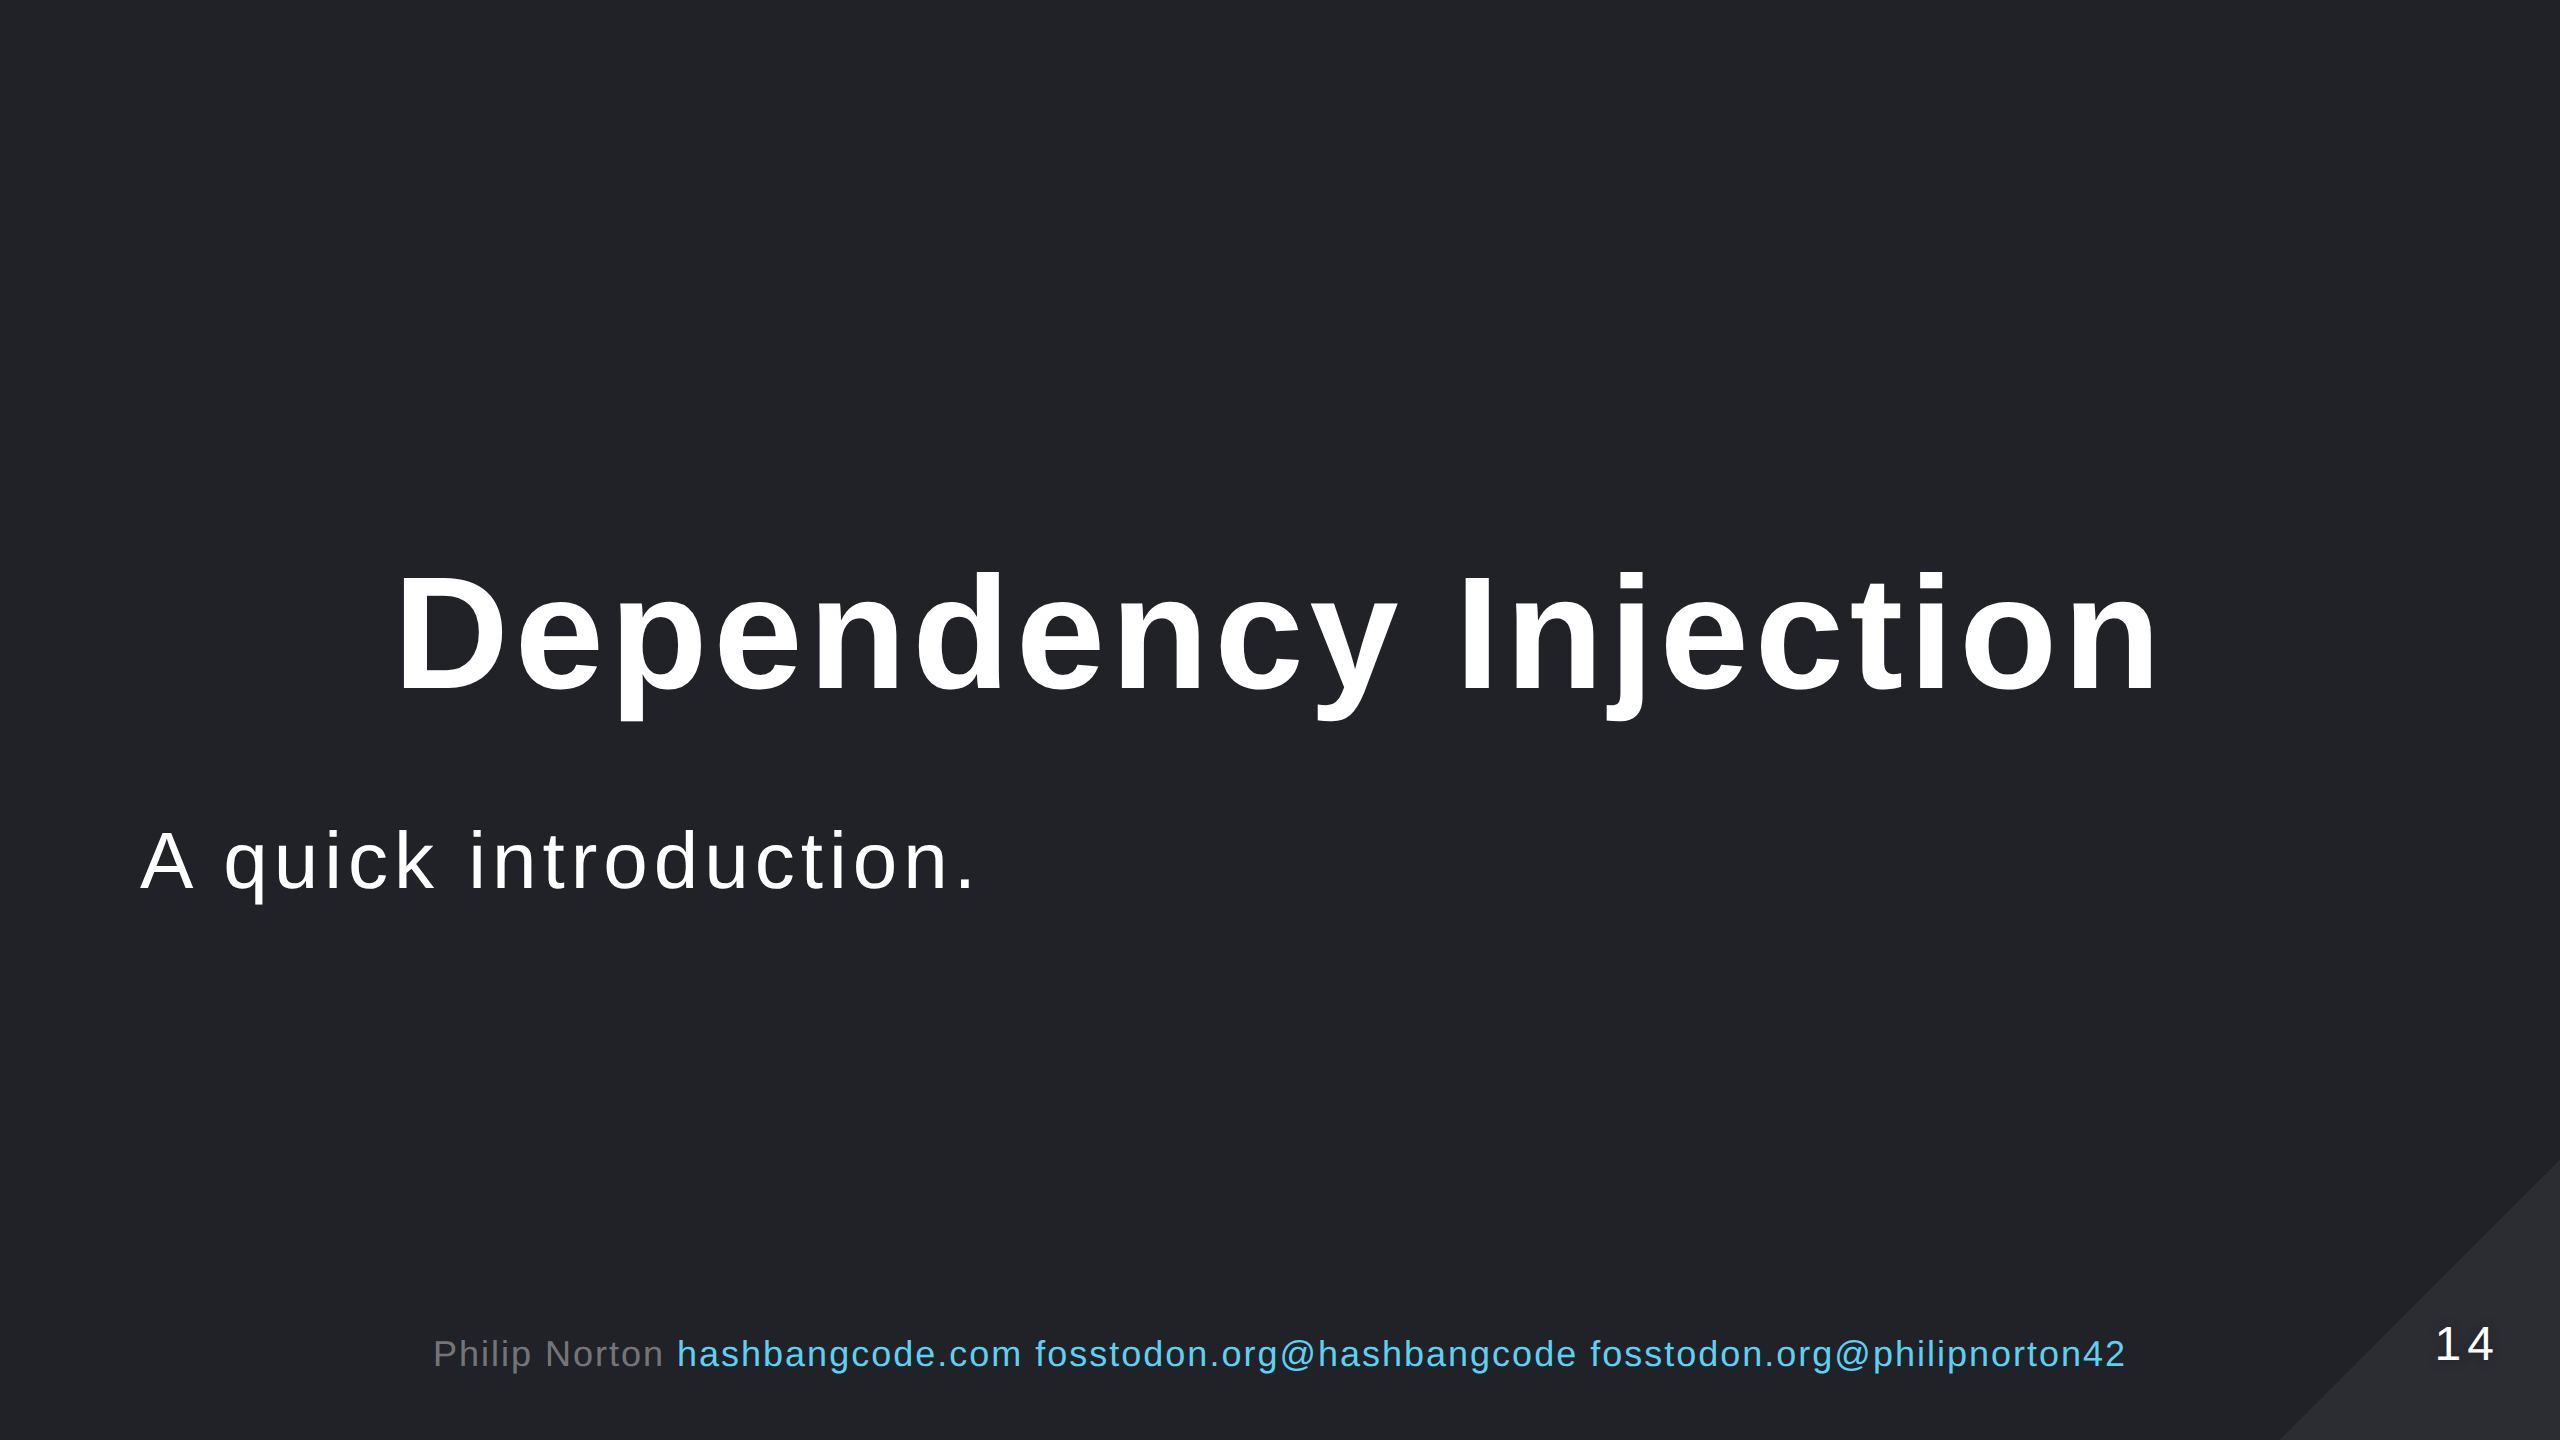 Dependency Injection
A quick introduction.
Philip Norton hashbangcode.com fosstodon.org@hashbangcode fosstodon.org@philipnorton42
14